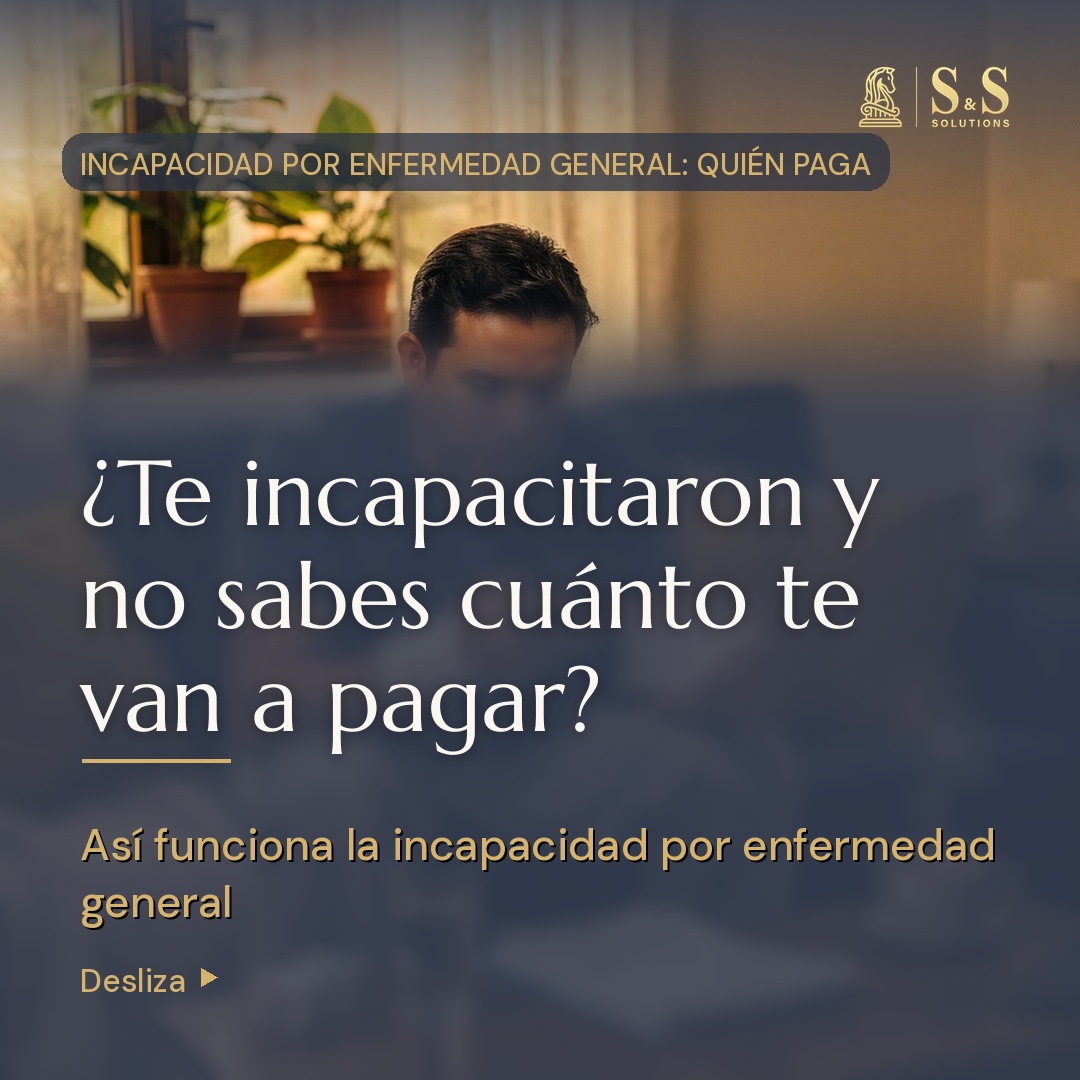 S&S
SOLUTIONS
INCAPACIDAD POR ENFERMEDAD GENERAL: QUIÉN PAGA
¿Te incapacitaron y
no sabes cuánto te
van a pagar?
Así funciona la incapacidad por enfermedad
general
Desliza